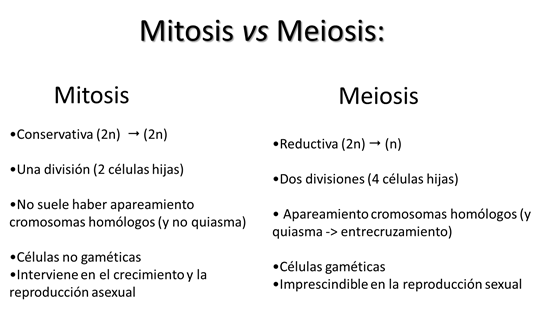 Mitosis vs Meiosis:
Mitosis
•Conservativa (2n) → (2n)
•Una división (2 células hijas)
•No suele haber apareamiento
cromosomas homólogos (y no quiasma)
•Células no gaméticas
•Interviene en el crecimiento y la
reproducción asexual
Meiosis
•Reductiva (2n) → (n)
•Dos divisiones (4 células hijas)
• Apareamiento cromosomas homólogos (y
quiasma -> entrecruzamiento)
•Células gaméticas
•Imprescindible en la reproducción sexual